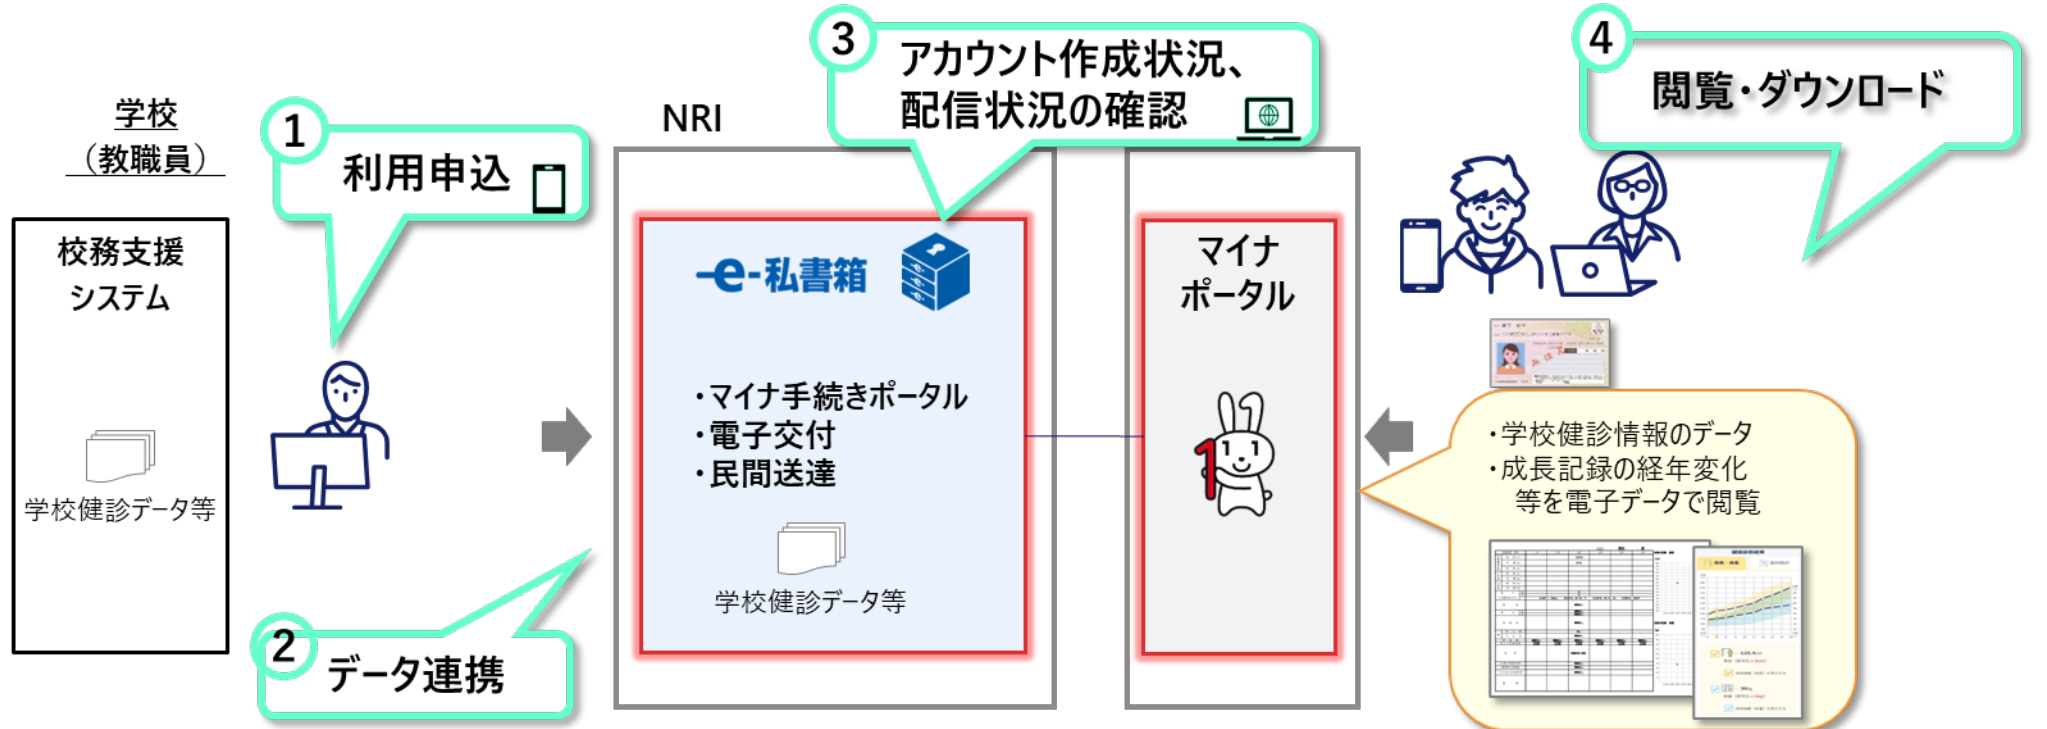 学校
（教職員）
校務支援
システム
学校健診データ等
1
利用申込
2
データ連携
NRI
3
アカウント作成状況、
配信状況の確認
e-私書箱
・マイナ手続きポータル
・電子交付
・民間送達
学校健診データ等
マイナ
ポータル
1
4
閲覧・ダウンロード
・学校健診情報のデータ
・成長記録の経年変化
等を電子データで閲覧